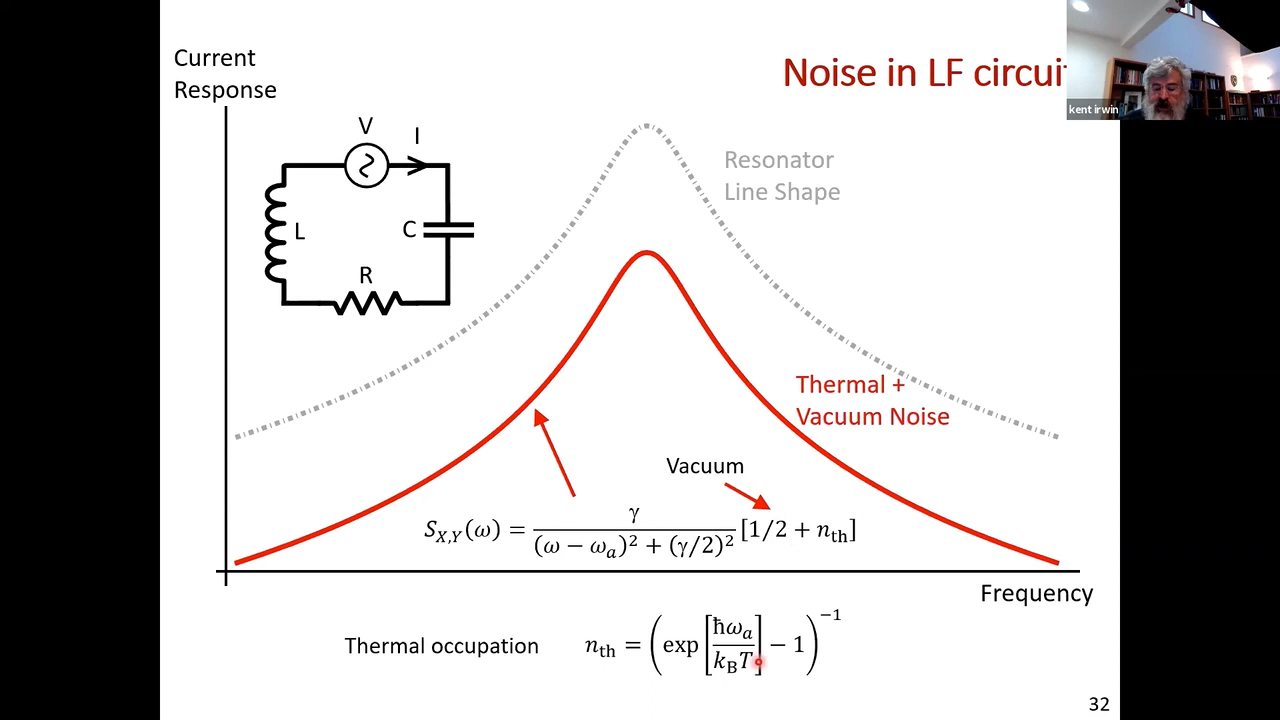 Current
Response
Noise in LF circui
kent irwin
V
I
L
C
R
Resonator
Line Shape
Thermal +
Vacuum Noise
Vacuum
S_{X,Y}(ω) = γ / ((ω − ω_a)² + (γ/2)²) [1/2 + n_th]
Frequency
Thermal occupation n_th = (exp[ħω_a / k_B T] − 1)^{−1}
32